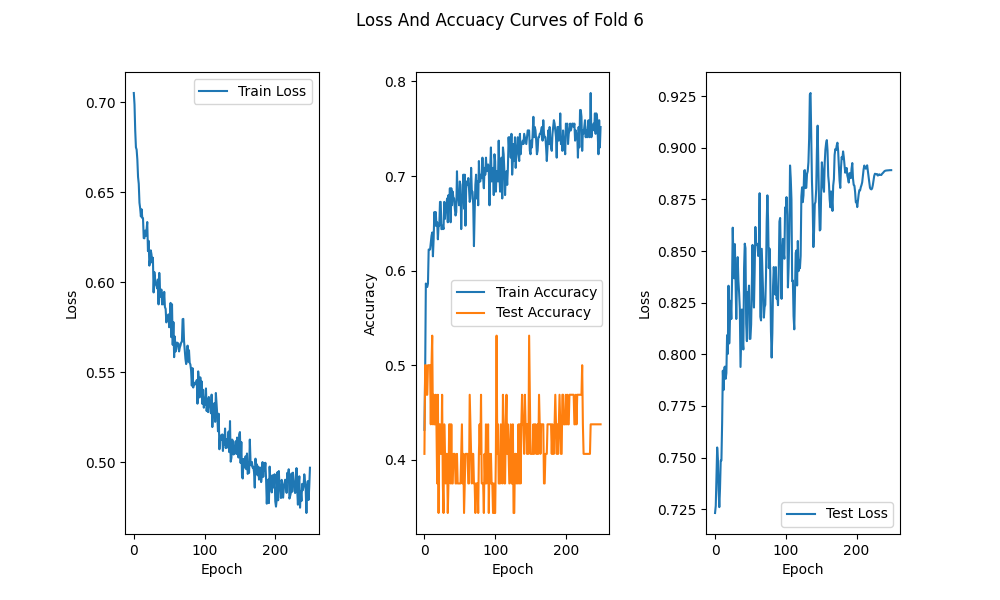 Loss And Accuacy Curves of Fold 6
Train Loss
0.70
0.65
0.60
0.55
0.50
Loss
0 100 200
Epoch
0.8
0.7
0.6
0.5
0.4
Accuracy
Train Accuracy
Test Accuracy
0 100 200
Epoch
0.925
0.900
0.875
0.850
0.825
0.800
0.775
0.750
0.725
Loss
Test Loss
0 100 200
Epoch